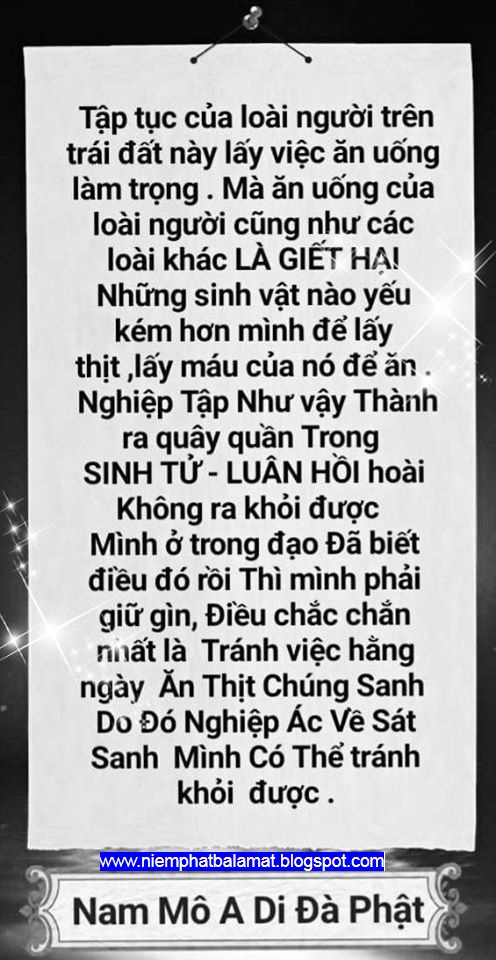 Tập tục của loài người trên
trái đất này lấy việc ăn uống
làm trọng . Mà ăn uống của
loài người cũng như các
loài khác LÀ GIẾT HẠI
Những sinh vật nào yếu
kém hơn mình để lấy
thịt ,lấy máu của nó để ăn .
Nghiệp Tập Như vậy Thành
ra quây quần Trong
SINH TỬ - LUÂN HỒI hoài
Không ra khỏi được
Mình ở trong đạo Đã biết
điều đó rồi Thì mình phải
giữ gìn, Điều chắc chắn
nhất là Tránh việc hằng
ngày Ăn Thịt Chúng Sanh
Do Đó Nghiệp Ác Về Sát
Sanh Mình Có Thể tránh
khỏi được .
www.niemphatbalamat.blogspot.com
Nam Mô A Di Đà Phật